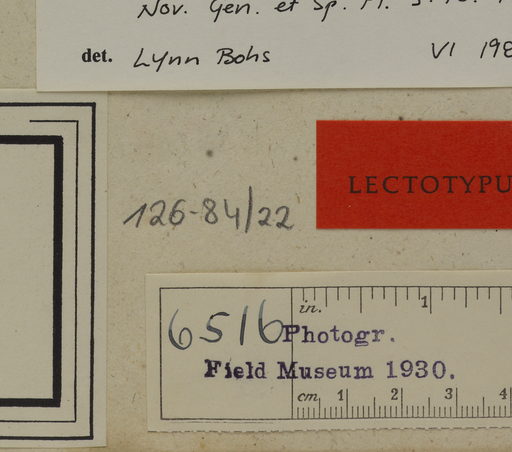 Nov. Gen. et Sp. Pl.
det. Lynn Bohs VI 198
LECTOTYPU
126-84/22
in. 1
6516 Photogr.
Field Museum 1930.
cm 1 2 3 4